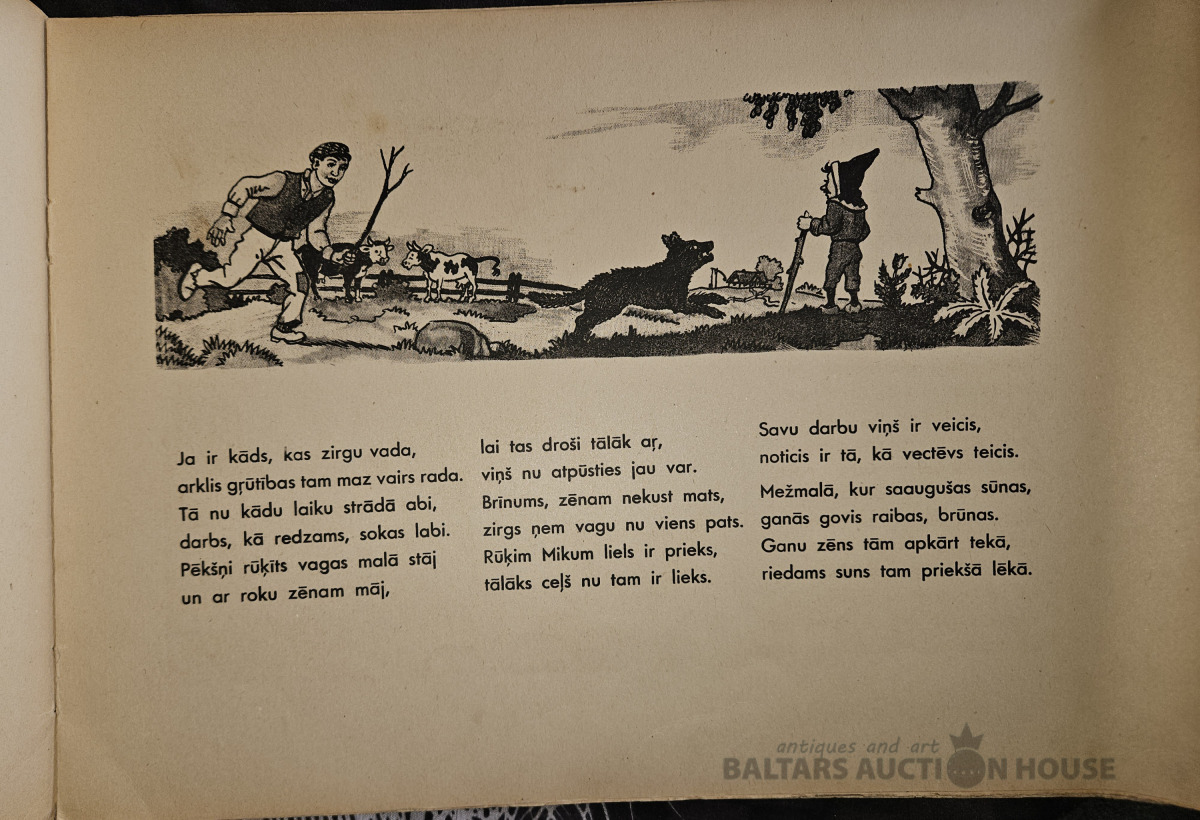 Ja ir kāds, kas zirgu vada,
arklis gŗūtības tam maz vairs rada.
Tā nu kādu laiku strādā abi,
darbs, kā redzams, sokas labi.
Pēkšņi rūķīts vagas malā stāj
un ar roku zēnam māj,
lai tas droši tālāk aŗ,
viņš nu atpūsties jau var.
Brīnums, zēnam nekust mats,
zirgs ņem vagu nu viens pats.
Rūķim Mikum liels ir prieks,
tālāks ceļš nu tam ir lieks.
Savu darbu viņš ir veicis,
noticis ir tā, kā vectēvs teicis.
Mežmalā, kur saaugušas sūnas,
ganās govis raibas, brūnas.
Ganu zēns tām apkārt tekā,
riedams suns tam priekšā lēkā.
antiques and art
BALTARS AUCTION HOUSE